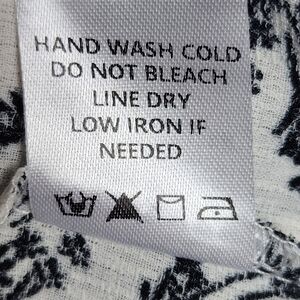 HAND WASH COLD
DO NOT BLEACH
LINE DRY
LOW IRON IF
NEEDED